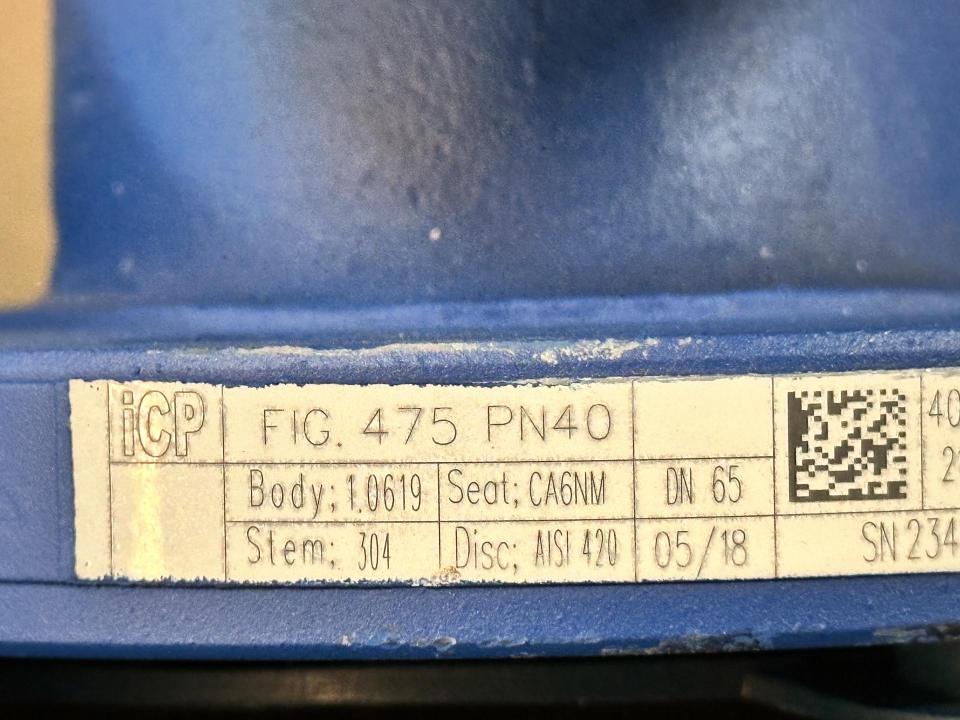 iCP FIG. 475 PN40
Body; 1.0619 Seat; CA6NM DN 65
Stem; 304 Disc; AISI 420 05/18 SN 234
40